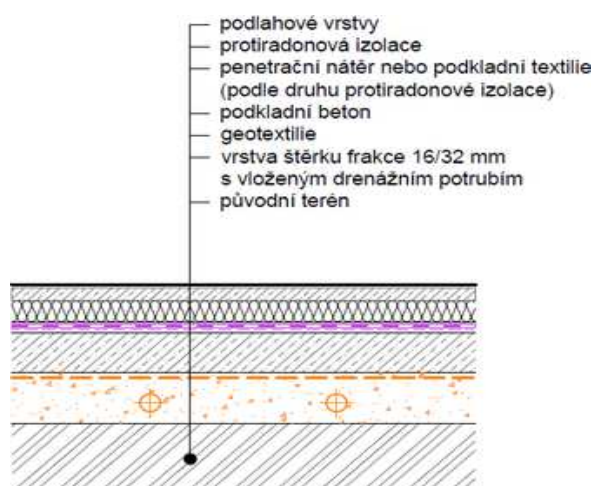 podlahové vrstvy
protiradonová izolace
penetrační nátěr nebo podkladní textilie
(podle druhu protiradonové izolace)
podkladní beton
geotextilie
vrstva štěrku frakce 16/32 mm
s vloženým drenážním potrubím
původní terén